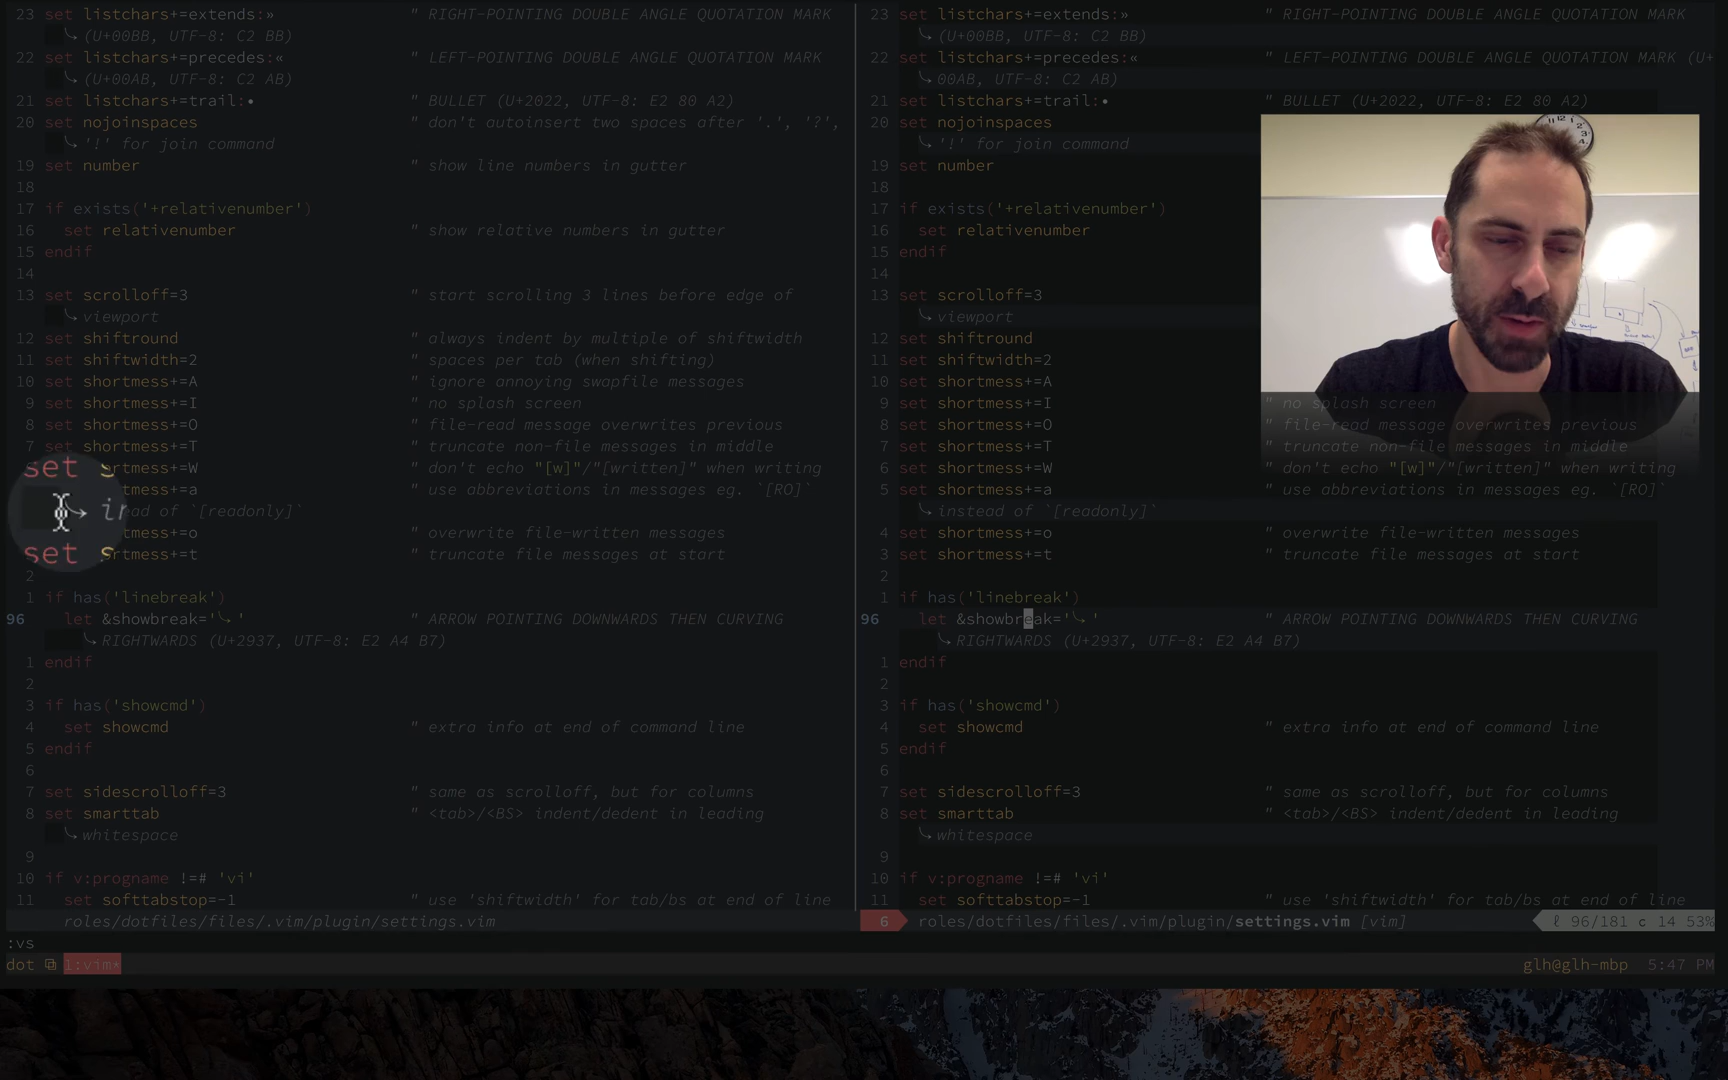 23 set listchars+=extends:» " RIGHT-POINTING DOUBLE ANGLE QUOTATION MARK
⤷ (U+00BB, UTF-8: C2 BB)
22 set listchars+=precedes:« " LEFT-POINTING DOUBLE ANGLE QUOTATION MARK
⤷ (U+00AB, UTF-8: C2 AB)
21 set listchars+=trail:• " BULLET (U+2022, UTF-8: E2 80 A2)
20 set nojoinspaces " don't autoinsert two spaces after '.', '?',
⤷ '!' for join command
19 set number " show line numbers in gutter
18
17 if exists('+relativenumber')
16 set relativenumber " show relative numbers in gutter
15 endif
14
13 set scrolloff=3 " start scrolling 3 lines before edge of
⤷ viewport
12 set shiftround " always indent by multiple of shiftwidth
11 set shiftwidth=2 " spaces per tab (when shifting)
10 set shortmess+=A " ignore annoying swapfile messages
9 set shortmess+=I " no splash screen
8 set shortmess+=O " file-read message overwrites previous
7 set shortmess+=T " truncate non-file messages in middle
set s ortmess+=W " don't echo "[w]"/"[written]" when writing
tmess+=a " use abbreviations in messages eg. `[RO]`
⤷ in ead of `[readonly]`
tmess+=o " overwrite file-written messages
set s ortmess+=t " truncate file messages at start
2
1 if has('linebreak')
96 let &showbreak='⤷ ' " ARROW POINTING DOWNWARDS THEN CURVING
⤷ RIGHTWARDS (U+2937, UTF-8: E2 A4 B7)
1 endif
2
3 if has('showcmd')
4 set showcmd " extra info at end of command line
5 endif
6
7 set sidescrolloff=3 " same as scrolloff, but for columns
8 set smarttab " <tab>/<BS> indent/dedent in leading
⤷ whitespace
9
10 if v:progname !=# 'vi'
11 set softtabstop=-1 " use 'shiftwidth' for tab/bs at end of line
roles/dotfiles/files/.vim/plugin/settings.vim
23 set listchars+=extends:» " RIGHT-POINTING DOUBLE ANGLE QUOTATION MARK
⤷ (U+00BB, UTF-8: C2 BB)
22 set listchars+=precedes:« " LEFT-POINTING DOUBLE ANGLE QUOTATION MARK (U+
⤷ 00AB, UTF-8: C2 AB)
21 set listchars+=trail:• " BULLET (U+2022, UTF-8: E2 80 A2)
20 set nojoinspaces
⤷ '!' for join command
19 set number
18
17 if exists('+relativenumber')
16 set relativenumber
15 endif
14
13 set scrolloff=3
⤷ viewport
12 set shiftround
11 set shiftwidth=2
10 set shortmess+=A
9 set shortmess+=I " no splash screen
8 set shortmess+=O " file-read message overwrites previous
7 set shortmess+=T " truncate non-file messages in middle
6 set shortmess+=W " don't echo "[w]"/"[written]" when writing
5 set shortmess+=a " use abbreviations in messages eg. `[RO]`
⤷ instead of `[readonly]`
4 set shortmess+=o " overwrite file-written messages
3 set shortmess+=t " truncate file messages at start
2
1 if has('linebreak')
96 let &showbreak='⤷ ' " ARROW POINTING DOWNWARDS THEN CURVING
⤷ RIGHTWARDS (U+2937, UTF-8: E2 A4 B7)
1 endif
2
3 if has('showcmd')
4 set showcmd " extra info at end of command line
5 endif
6
7 set sidescrolloff=3 " same as scrolloff, but for columns
8 set smarttab " <tab>/<BS> indent/dedent in leading
⤷ whitespace
9
10 if v:progname !=# 'vi'
11 set softtabstop=-1 " use 'shiftwidth' for tab/bs at end of line
6 roles/dotfiles/files/.vim/plugin/settings.vim [vim] ℓ 96/181 c 14 53%
:vs
dot 1:vim* glh@glh-mbp 5:47 PM